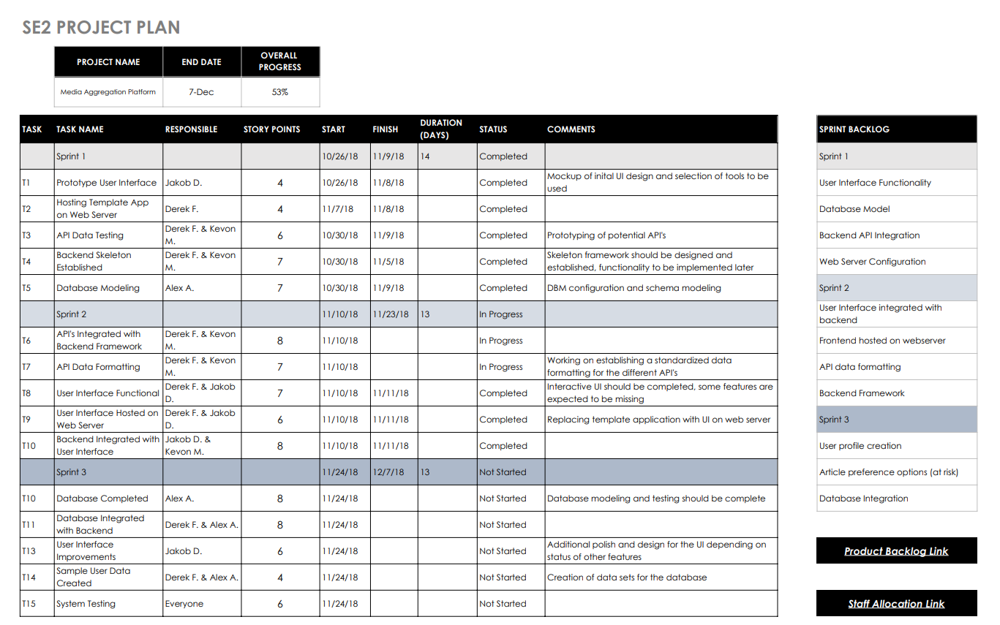 SE2 PROJECT PLAN
PROJECT NAME END DATE OVERALL PROGRESS
Media Aggregation Platform 7-Dec 53%
TASK TASK NAME RESPONSIBLE STORY POINTS START FINISH DURATION (DAYS) STATUS COMMENTS
Sprint 1 10/26/18 11/9/18 14 Completed
T1 Prototype User Interface Jakob D. 4 10/26/18 11/8/18 Completed Mockup of inital UI design and selection of tools to be used
T2 Hosting Template App on Web Server Derek F. 4 11/7/18 11/8/18 Completed
T3 API Data Testing Derek F. & Kevon M. 6 10/30/18 11/9/18 Completed Prototyping of potential API's
T4 Backend Skeleton Established Derek F. & Kevon M. 7 10/30/18 11/5/18 Completed Skeleton framework should be designed and established, functionality to be implemented later
T5 Database Modeling Alex A. 7 10/30/18 11/9/18 Completed DBM configuration and schema modeling
Sprint 2 11/10/18 11/23/18 13 In Progress
T6 API's Integrated with Backend Framework Derek F. & Kevon M. 8 11/10/18 In Progress
T7 API Data Formatting Derek F. & Kevon M. 7 11/10/18 In Progress Working on establishing a standardized data formatting for the different API's
T8 User Interface Functional Derek F. & Jakob D. 7 11/10/18 11/11/18 Completed Interactive UI should be completed, some features are expected to be missing
T9 User Interface Hosted on Web Server Derek F. & Jakob D. 6 11/10/18 11/11/18 Completed Replacing template application with UI on web server
T10 Backend Integrated with User Interface Jakob D. & Kevon M. 8 11/10/18 11/11/18 Completed
Sprint 3 11/24/18 12/7/18 13 Not Started
T10 Database Completed Alex A. 8 11/24/18 Not Started Database modeling and testing should be complete
T11 Database Integrated with Backend Derek F. & Alex A. 8 11/24/18 Not Started
T13 User Interface Improvements Jakob D. 6 11/24/18 Not Started Additional polish and design for the UI depending on status of other features
T14 Sample User Data Created Derek F. & Alex A. 4 11/24/18 Not Started Creation of data sets for the database
T15 System Testing Everyone 6 11/24/18 Not Started
SPRINT BACKLOG
Sprint 1
User Interface Functionality
Database Model
Backend API Integration
Web Server Configuration
Sprint 2
User Interface integrated with
backend
Frontend hosted on webserver
API data formatting
Backend Framework
Sprint 3
User profile creation
Article preference options (at risk)
Database Integration
Product Backlog Link
Staff Allocation Link